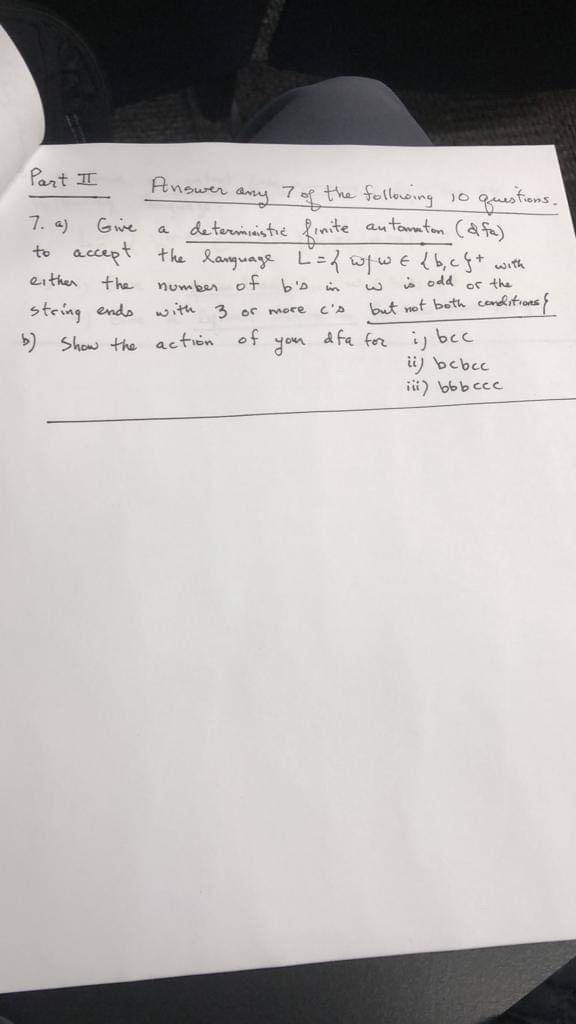 Part II Answer any 7 of the following 10 questions.
7. a) Give a deterministic finite automaton (dfa)
to accept the language L = { w | w ∈ {b,c}⁺ with
either the number of b's in w is odd or the
string ends with 3 or more c's but not both conditions}
b) Show the action of your dfa for i) bcc
ii) bcbcc
iii) bbbccc